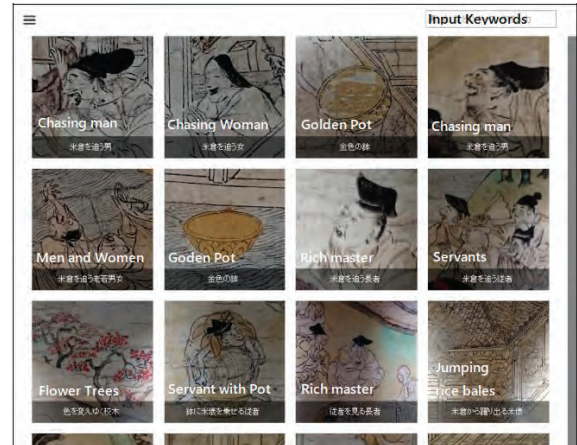 Input Keywords
Chasing man
米倉を追う男
Chasing Woman
米倉を追う女
Golden Pot
金色の鉢
Chasing man
米倉を追う男
Men and Women
米倉を追う老若男女
Goden Pot
金色の鉢
Rich master
米倉を追う長者
Servants
米倉を追う従者
Flower Trees
色を変えゆく校木
Servant with Pot
鉢に米俵を乗せる従者
Rich master
従者を見る長者
Jumping
rice bales
米倉から躍り出る米俵